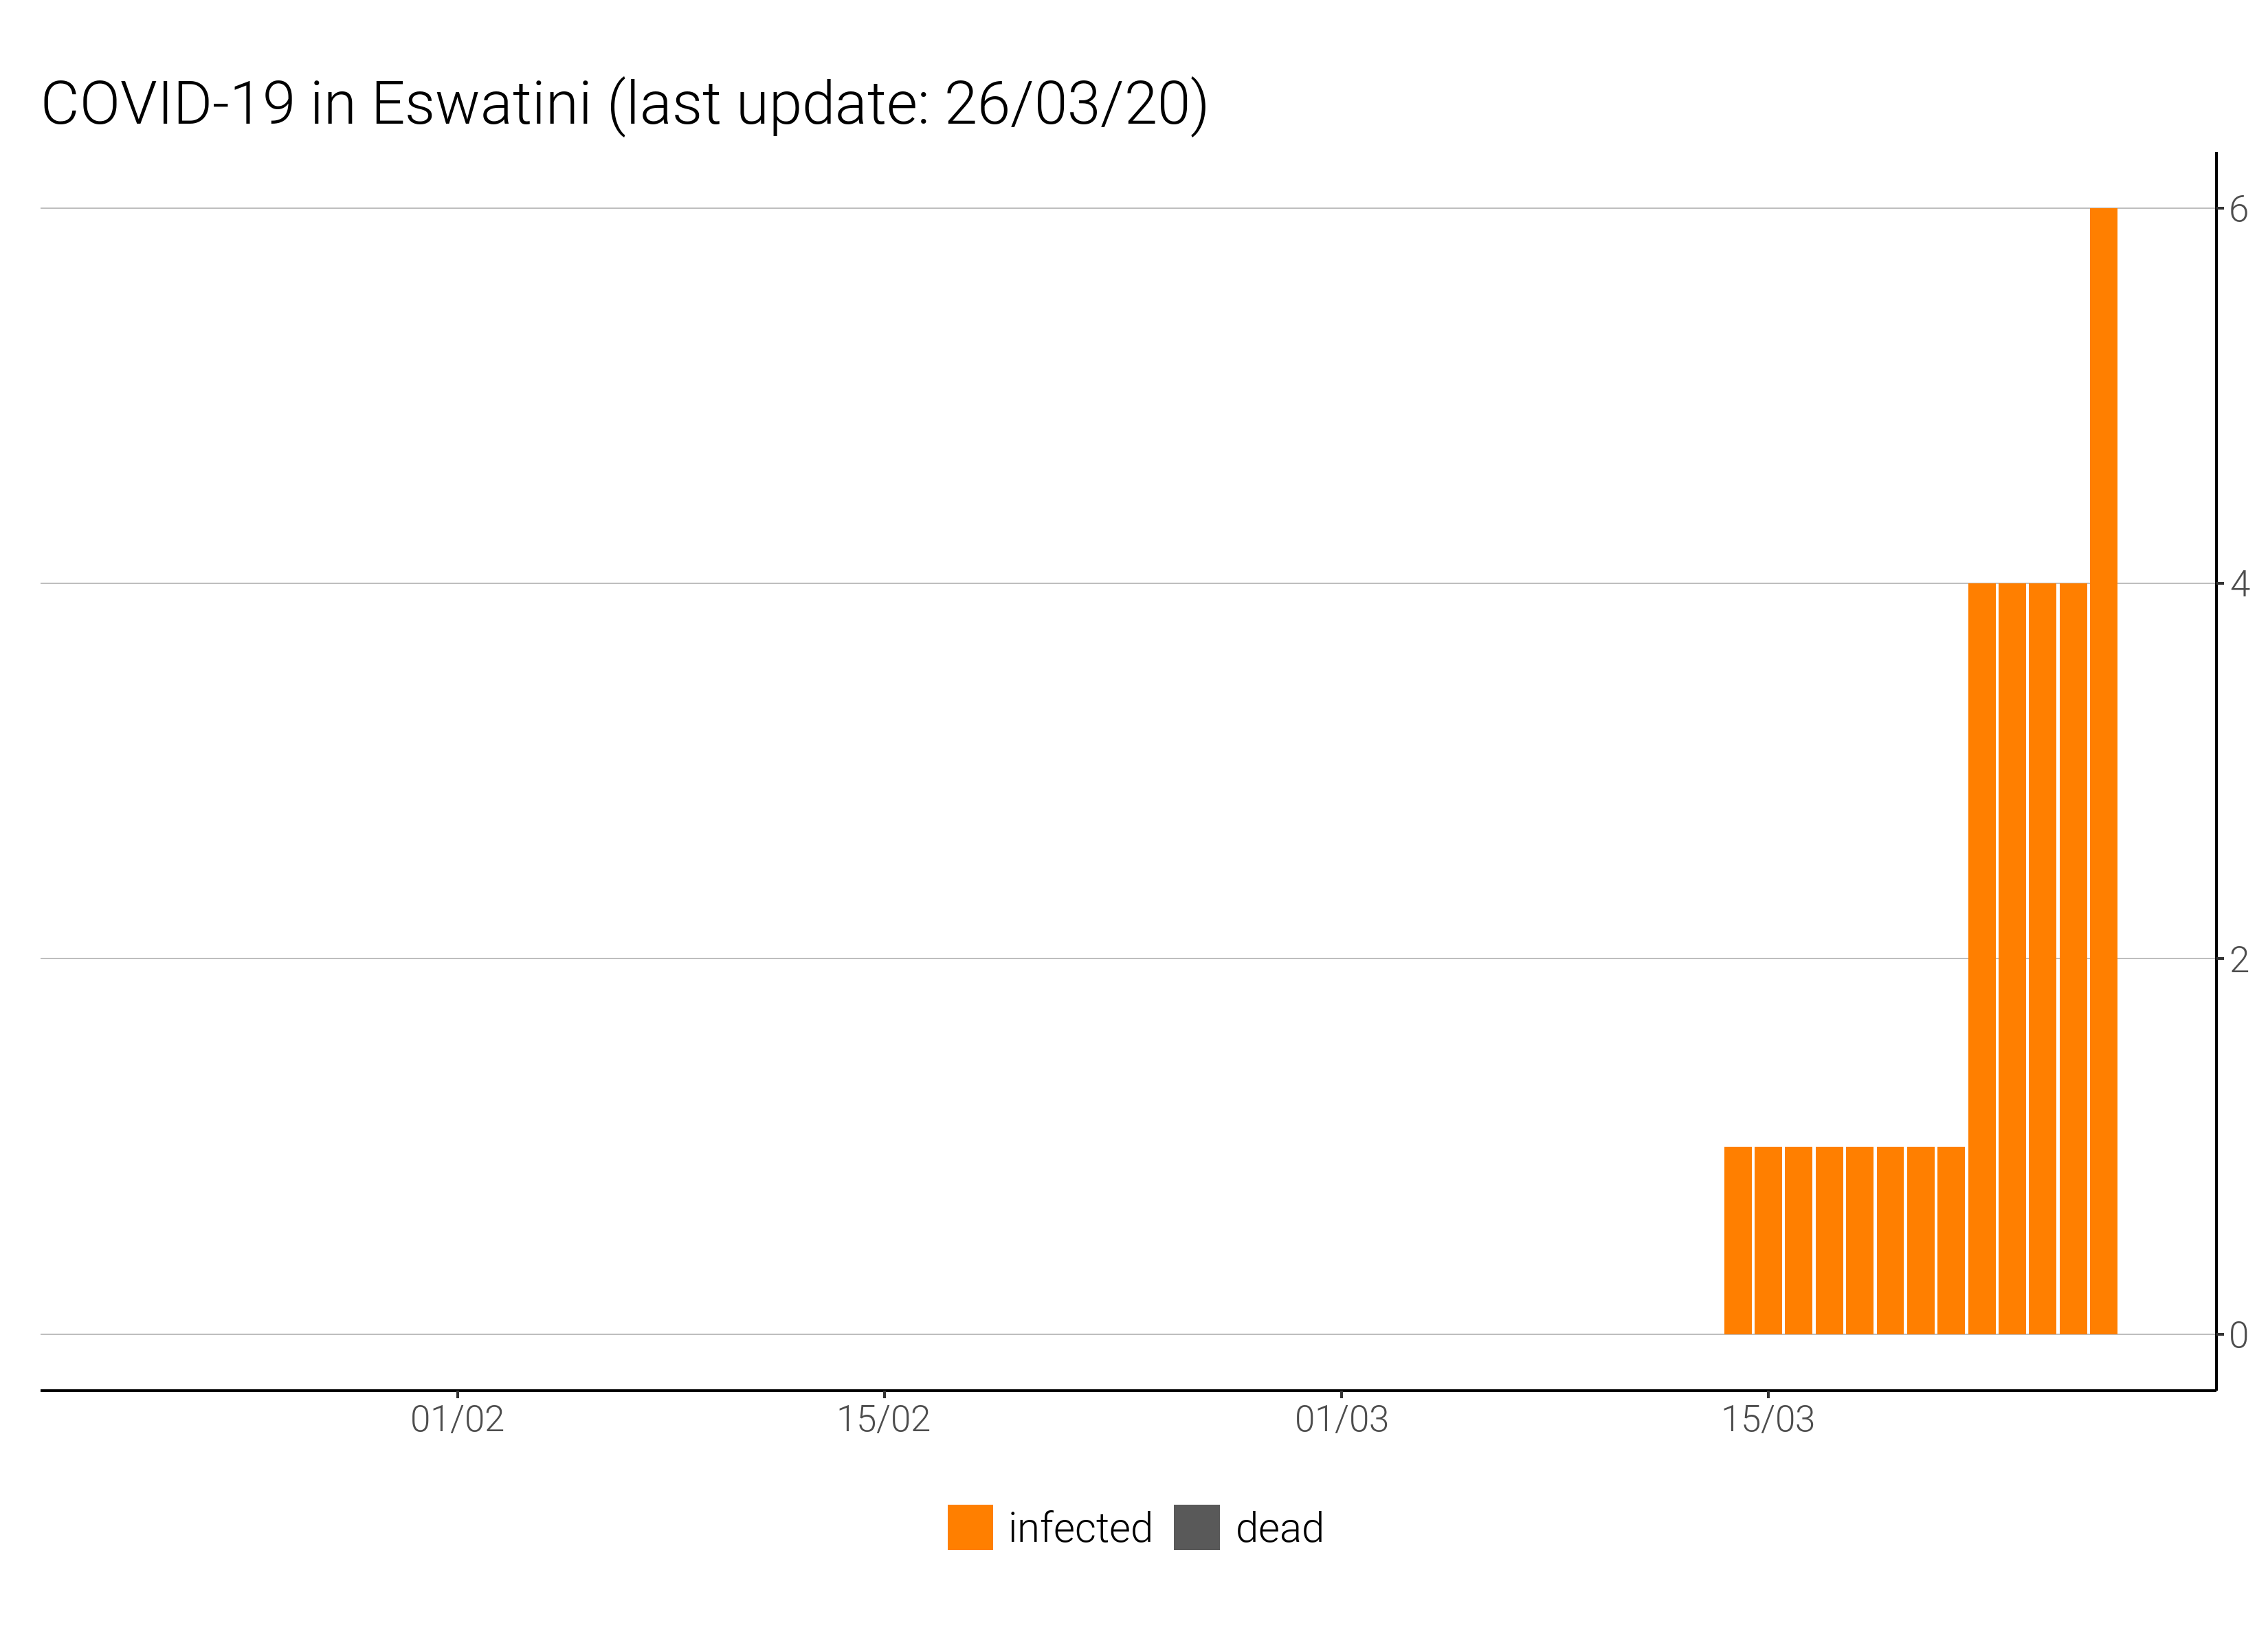 COVID-19 in Eswatini (last update: 26/03/20)
6
4
2
0
01/02 15/02 01/03 15/03
infected dead